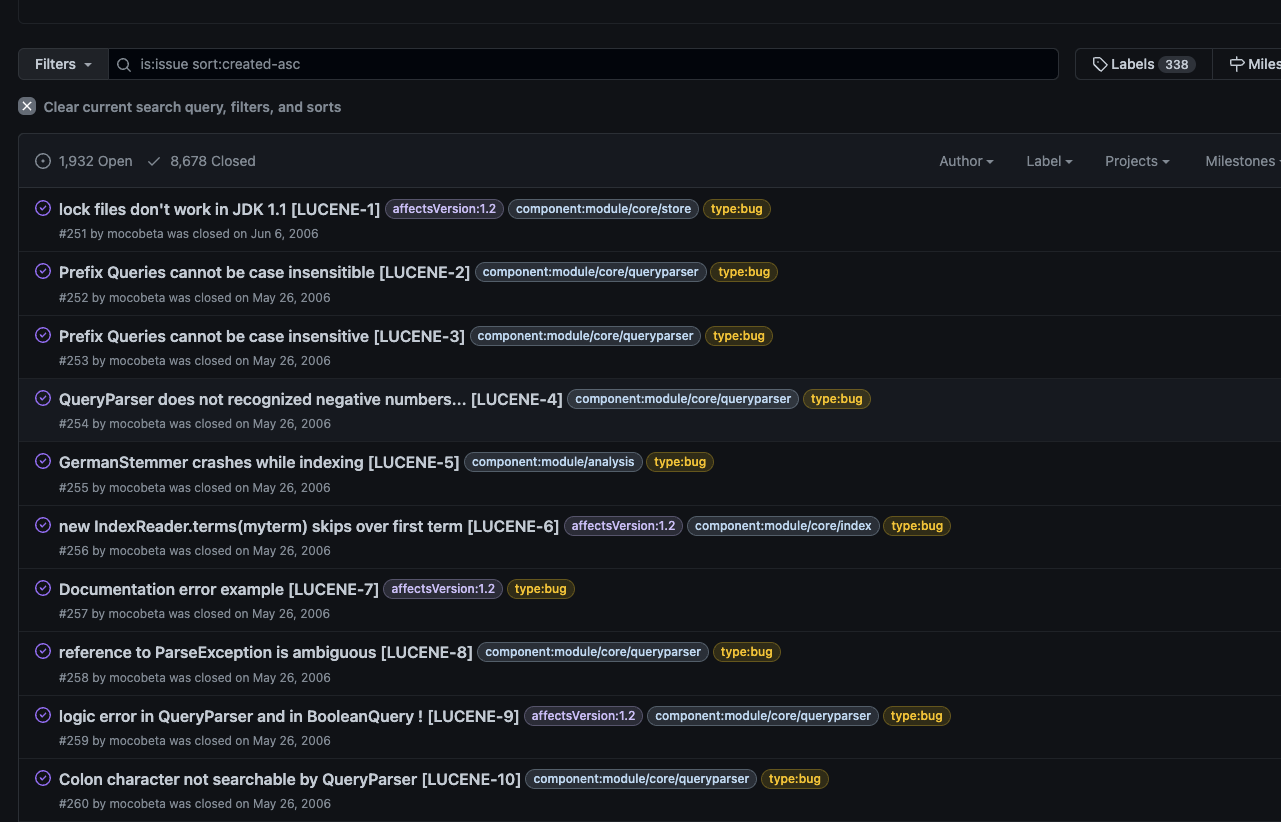 Filters
is:issue sort:created-asc
Labels 338
Miles
Clear current search query, filters, and sorts
1,932 Open 8,678 Closed Author Label Projects Milestones
lock files don't work in JDK 1.1 [LUCENE-1] affectsVersion:1.2 component:module/core/store type:bug
#251 by mocobeta was closed on Jun 6, 2006
Prefix Queries cannot be case insensitible [LUCENE-2] component:module/core/queryparser type:bug
#252 by mocobeta was closed on May 26, 2006
Prefix Queries cannot be case insensitive [LUCENE-3] component:module/core/queryparser type:bug
#253 by mocobeta was closed on May 26, 2006
QueryParser does not recognized negative numbers... [LUCENE-4] component:module/core/queryparser type:bug
#254 by mocobeta was closed on May 26, 2006
GermanStemmer crashes while indexing [LUCENE-5] component:module/analysis type:bug
#255 by mocobeta was closed on May 26, 2006
new IndexReader.terms(myterm) skips over first term [LUCENE-6] affectsVersion:1.2 component:module/core/index type:bug
#256 by mocobeta was closed on May 26, 2006
Documentation error example [LUCENE-7] affectsVersion:1.2 type:bug
#257 by mocobeta was closed on May 26, 2006
reference to ParseException is ambiguous [LUCENE-8] component:module/core/queryparser type:bug
#258 by mocobeta was closed on May 26, 2006
logic error in QueryParser and in BooleanQuery ! [LUCENE-9] affectsVersion:1.2 component:module/core/queryparser type:bug
#259 by mocobeta was closed on May 26, 2006
Colon character not searchable by QueryParser [LUCENE-10] component:module/core/queryparser type:bug
#260 by mocobeta was closed on May 26, 2006